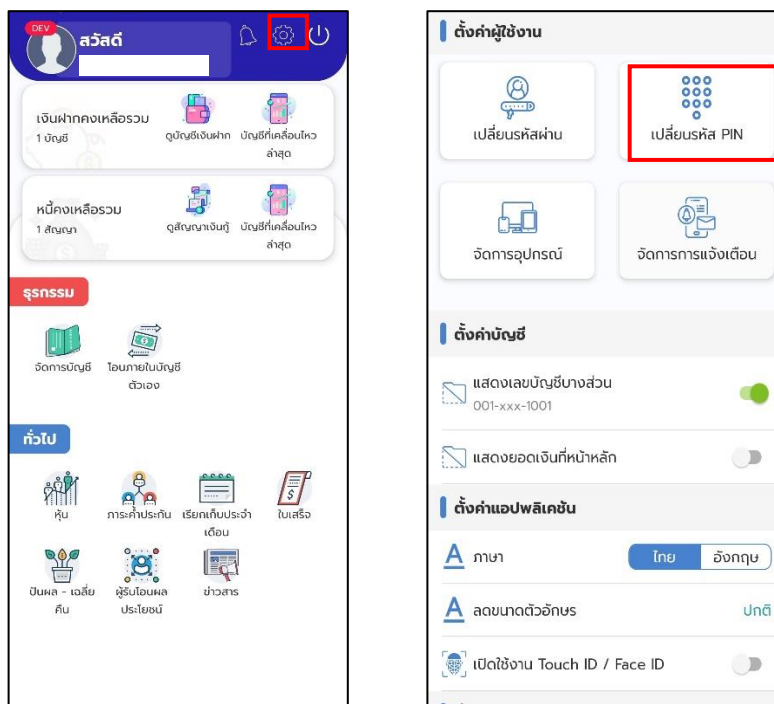 DEV
สวัสดี
เงินฝากคงเหลือรวม
1 บัญชี
ดูบัญชีเงินฝาก
บัญชีที่เคลื่อนไหว
ล่าสุด
หนี้คงเหลือรวม
1 สัญญา
ดูสัญญาเงินกู้
บัญชีที่เคลื่อนไหว
ล่าสุด
ธุรกรรม
จัดการบัญชี
โอนภายในบัญชี
ตัวเอง
ทั่วไป
หุ้น
ภาระค้ำประกัน
เรียกเก็บประจำ
เดือน
ใบเสร็จ
ปันผล - เฉลี่ย
คืน
ผู้รับโอนผล
ประโยชน์
ข่าวสาร
ตั้งค่าผู้ใช้งาน
เปลี่ยนรหัสผ่าน
เปลี่ยนรหัส PIN
จัดการอุปกรณ์
จัดการการแจ้งเตือน
ตั้งค่าบัญชี
แสดงเลขบัญชีบางส่วน
001-xxx-1001
แสดงยอดเงินที่หน้าหลัก
ตั้งค่าแอปพลิเคชั่น
A ภาษา ไทย อังกฤษ
A ลดขนาดตัวอักษร ปกติ
เปิดใช้งาน Touch ID / Face ID